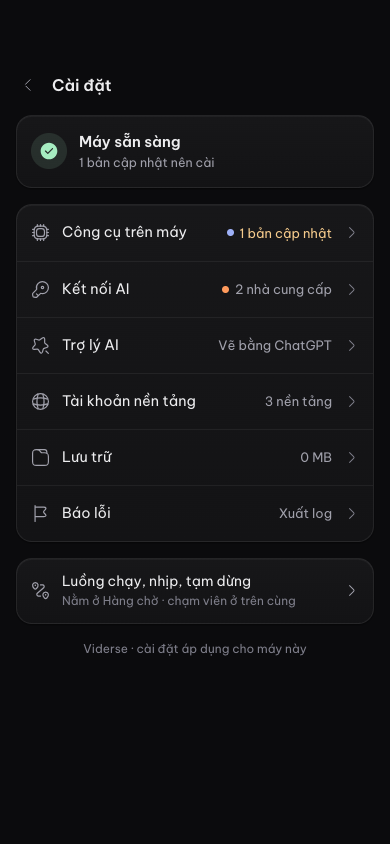 Cài đặt
Máy sẵn sàng
1 bản cập nhật nên cài
Công cụ trên máy
1 bản cập nhật
Kết nối AI
2 nhà cung cấp
Trợ lý AI
Vẽ bằng ChatGPT
Tài khoản nền tảng
3 nền tảng
Lưu trữ
0 MB
Báo lỗi
Xuất log
Luồng chạy, nhịp, tạm dừng
Nằm ở Hàng chờ · chạm viên ở trên cùng
Viderse · cài đặt áp dụng cho máy này